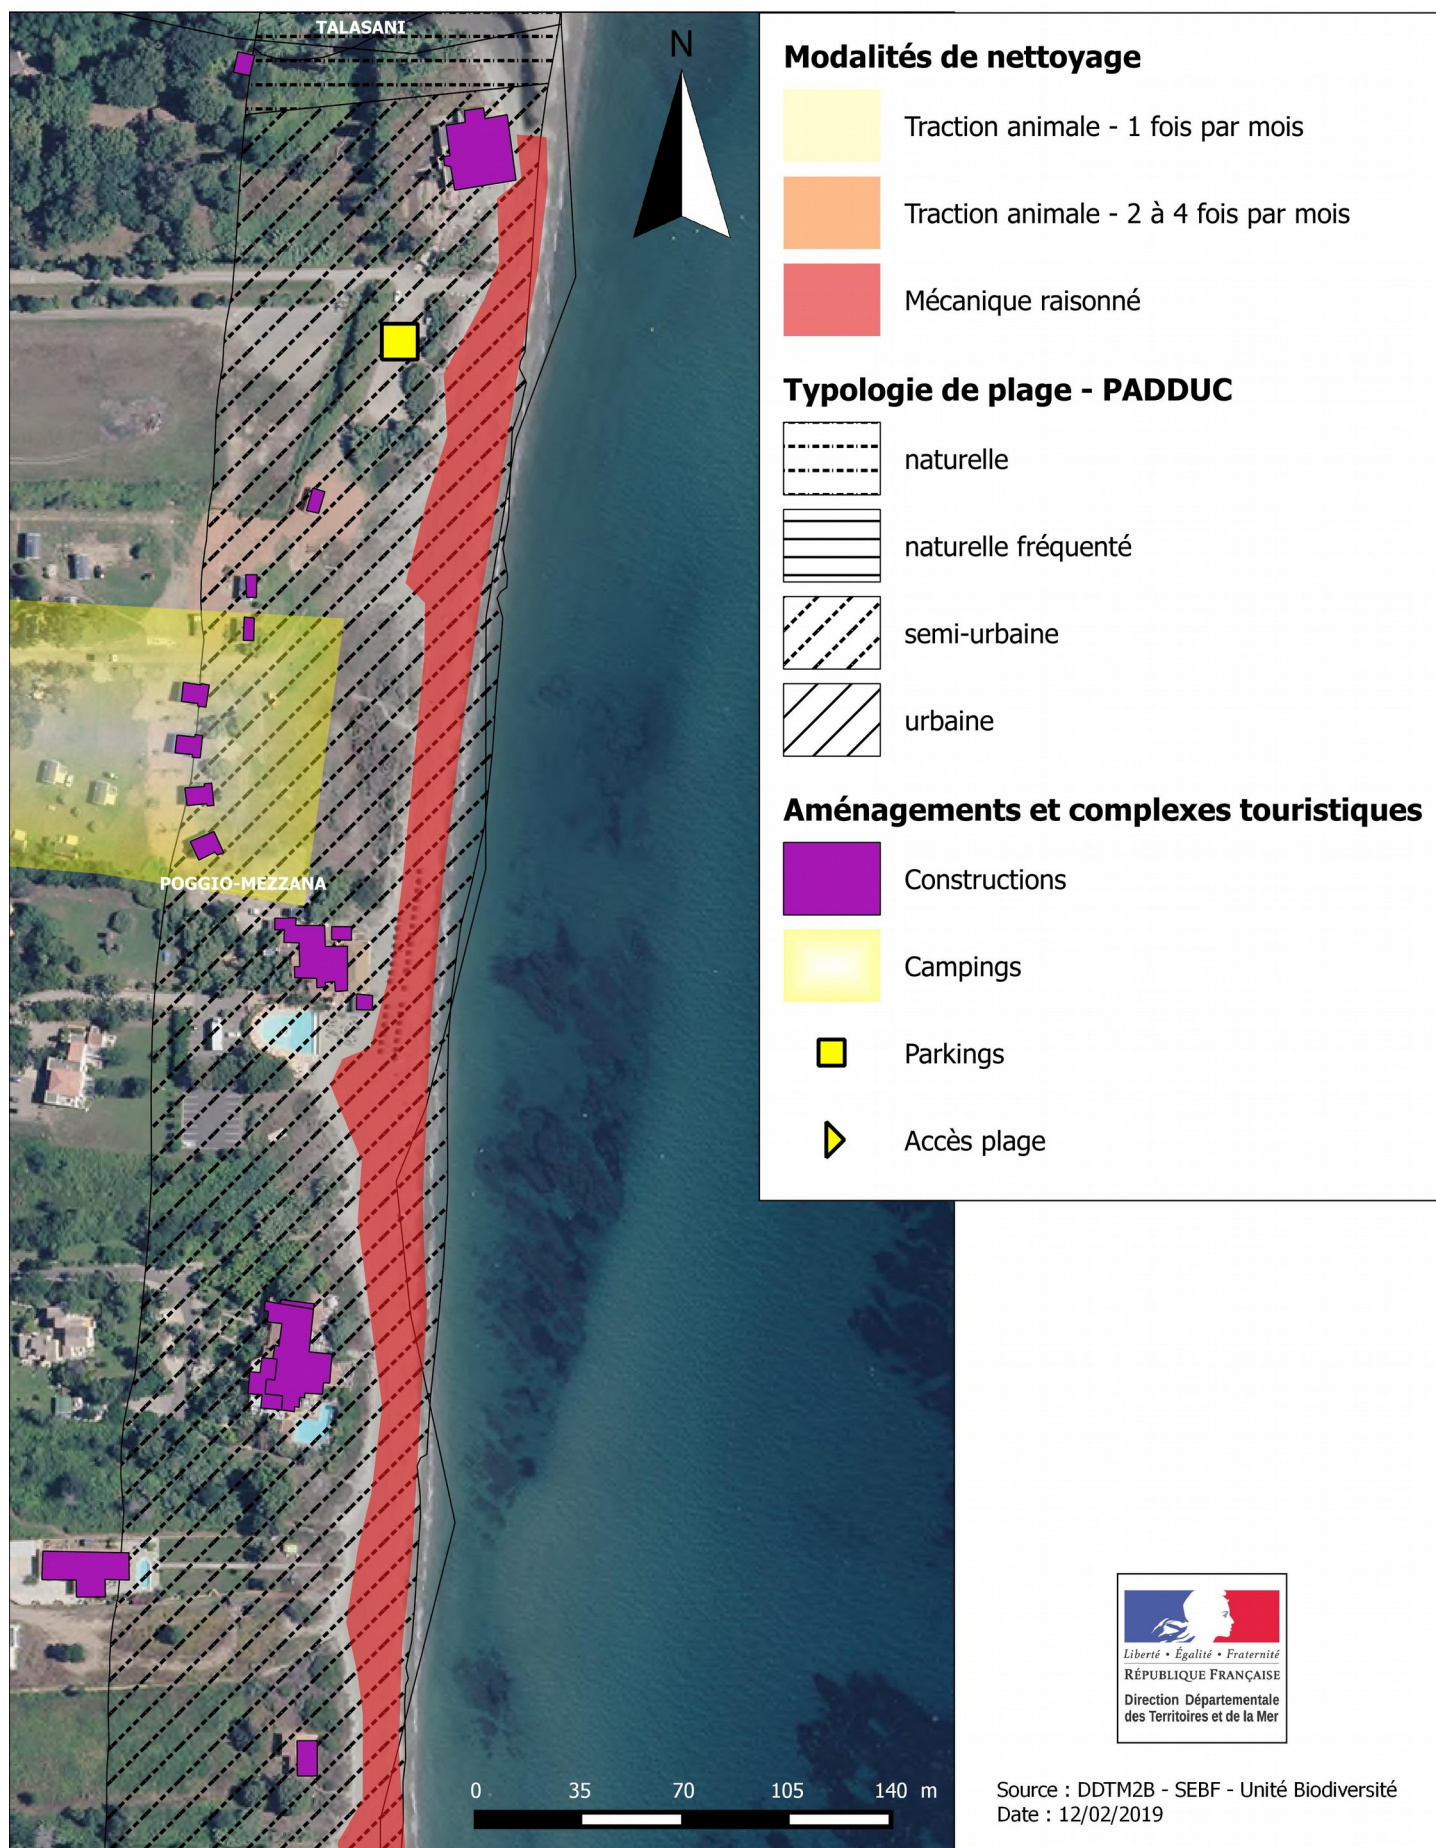 TALASANI
N
POGGIO-MEZZANA
0 35 70 105 140 m
Modalités de nettoyage
Traction animale - 1 fois par mois
Traction animale - 2 à 4 fois par mois
Mécanique raisonné
Typologie de plage - PADDUC
naturelle
naturelle fréquenté
semi-urbaine
urbaine
Aménagements et complexes touristiques
Constructions
Campings
Parkings
Accès plage
Liberté • Égalité • Fraternité
RÉPUBLIQUE FRANÇAISE
Direction Départementale
des Territoires et de la Mer
Source : DDTM2B - SEBF - Unité Biodiversité
Date : 12/02/2019